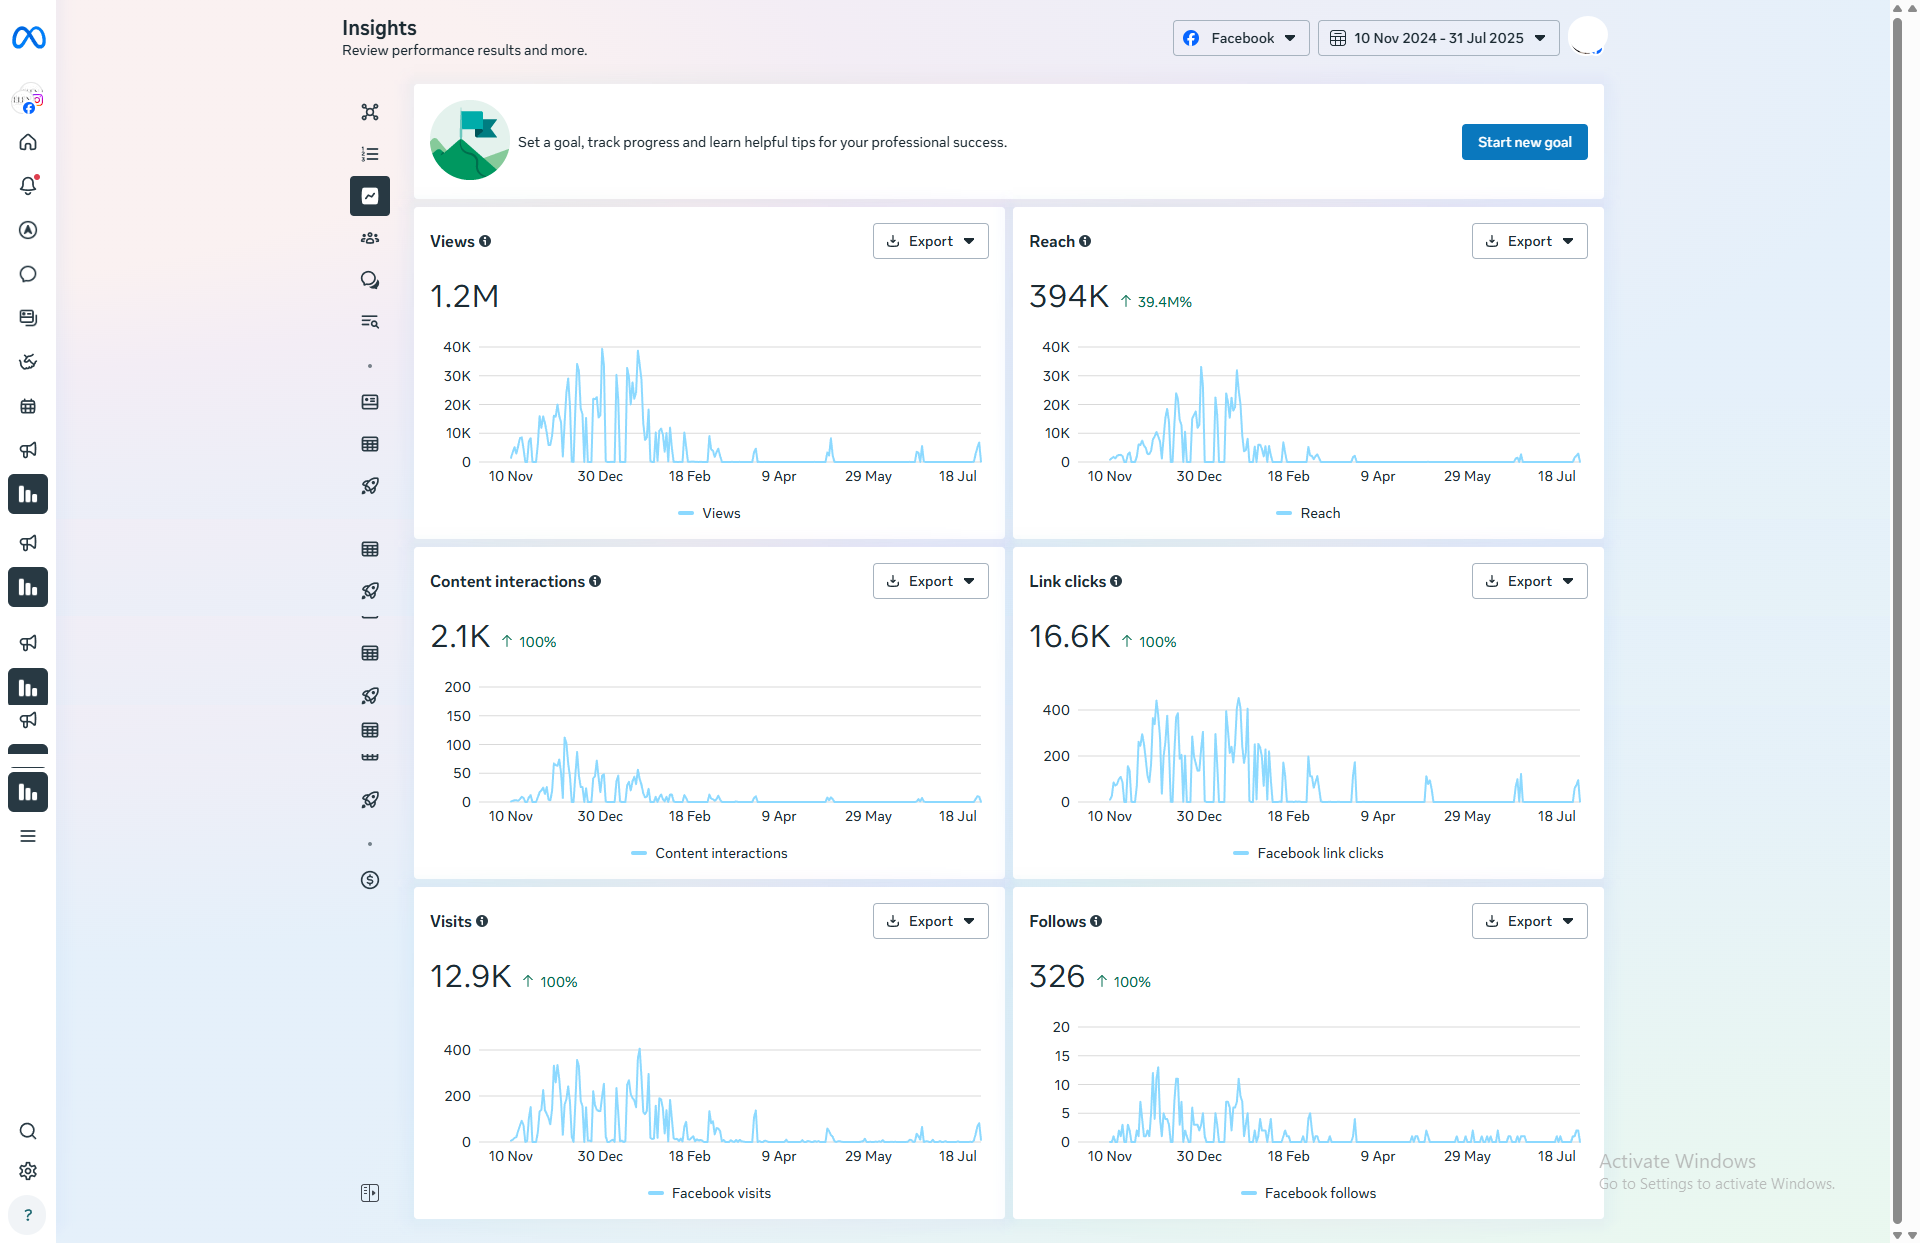 Insights
Review performance results and more.
Facebook
10 Nov 2024 - 31 Jul 2025
Set a goal, track progress and learn helpful tips for your professional success.
Start new goal
Views
Export
1.2M
40K
30K
20K
10K
0
10 Nov 30 Dec 18 Feb 9 Apr 29 May 18 Jul
Views
Reach
Export
394K ↑ 39.4M%
40K
30K
20K
10K
0
10 Nov 30 Dec 18 Feb 9 Apr 29 May 18 Jul
Reach
Content interactions
Export
2.1K ↑ 100%
200
150
100
50
0
10 Nov 30 Dec 18 Feb 9 Apr 29 May 18 Jul
Content interactions
Link clicks
Export
16.6K ↑ 100%
400
200
0
10 Nov 30 Dec 18 Feb 9 Apr 29 May 18 Jul
Facebook link clicks
Visits
Export
12.9K ↑ 100%
400
200
0
10 Nov 30 Dec 18 Feb 9 Apr 29 May 18 Jul
Facebook visits
Follows
Export
326 ↑ 100%
20
15
10
5
0
10 Nov 30 Dec 18 Feb 9 Apr 29 May 18 Jul
Facebook follows
Activate Windows
Go to Settings to activate Windows.